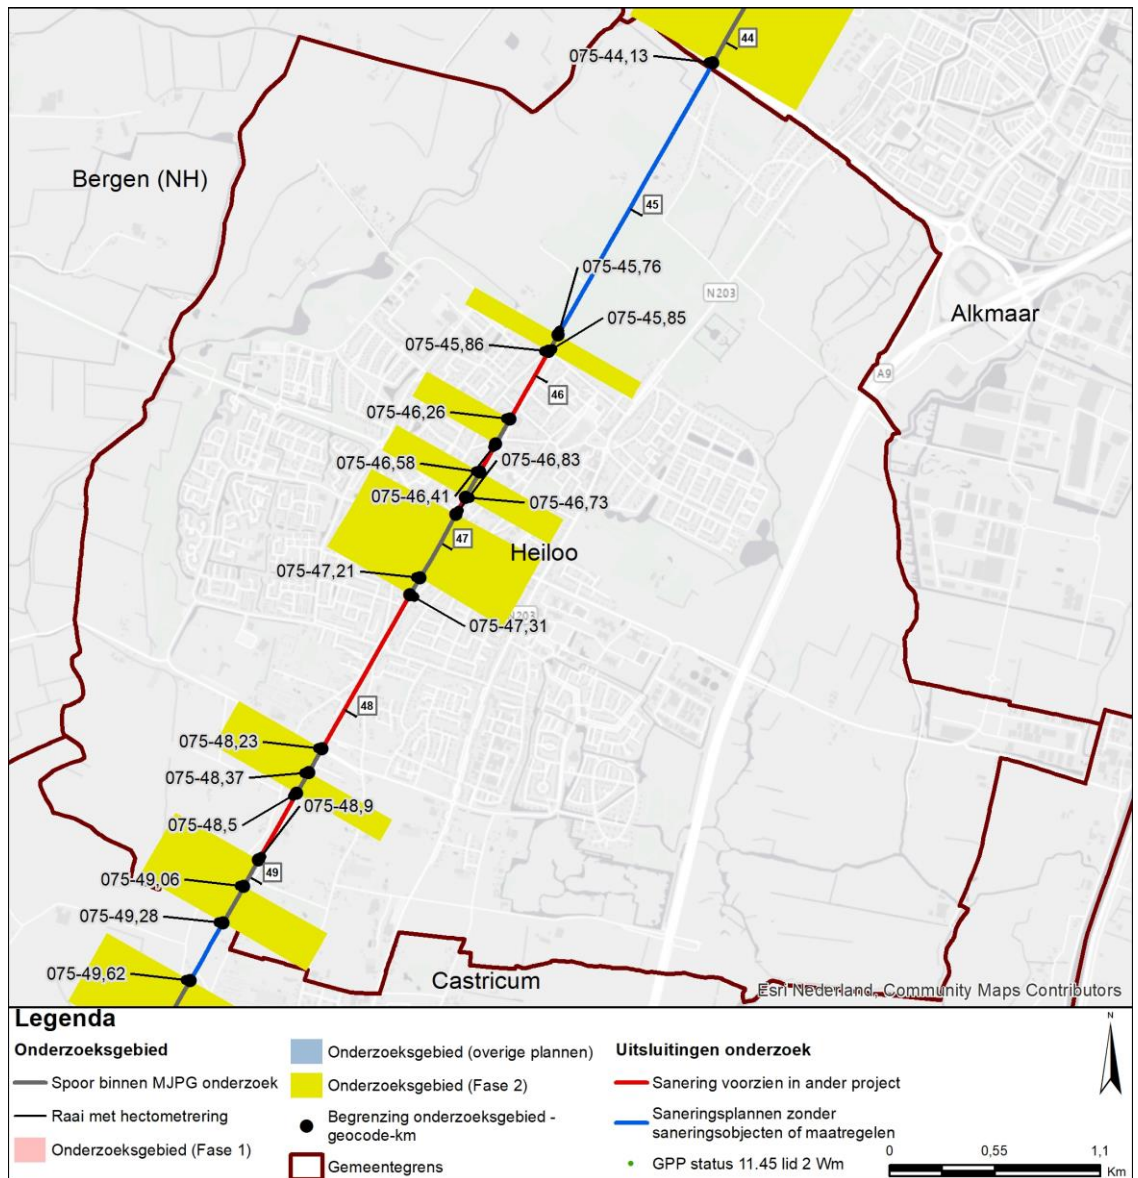 44
075-44,13
Bergen (NH)
45
075-45,76
N203
Alkmaar
075-45,85
075-45,86
A9
46
075-46,26
075-46,83
075-46,58
075-46,41
075-46,73
47
Heiloo
075-47,21
N203
075-47,31
48
075-48,23
075-48,37
075-48,9
075-48,5
49
075-49,06
075-49,28
075-49,62
Castricum
Esri Nederland, Community Maps Contributors
Legenda
Onderzoeksgebied
Spoor binnen MJPG onderzoek
Raai met hectometrering
Onderzoeksgebied (Fase 1)
Onderzoeksgebied (overige plannen)
Onderzoeksgebied (Fase 2)
Begrenzing onderzoeksgebied -
geocode-km
Gemeentegrens
Uitsluitingen onderzoek
Sanering voorzien in ander project
Saneringsplannen zonder
saneringsobjecten of maatregelen
GPP status 11.45 lid 2 Wm
N
0 0,55 1,1
Km